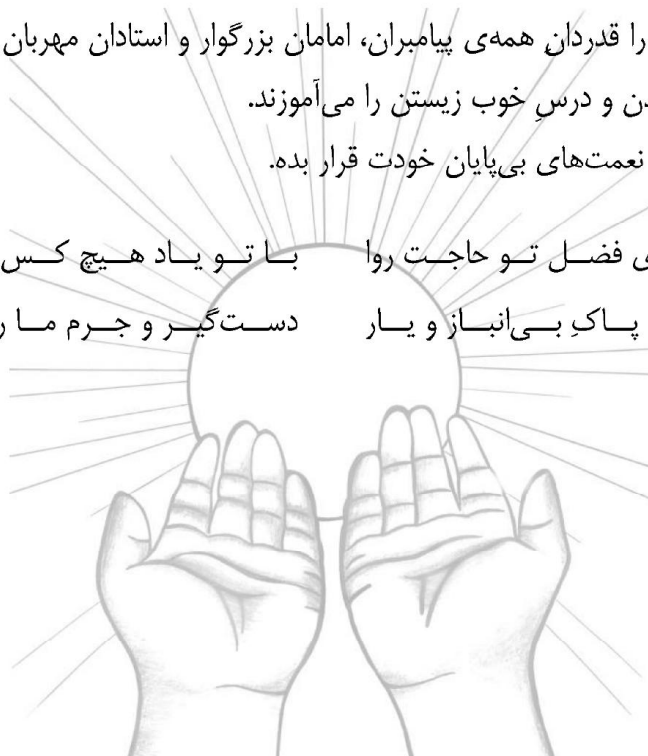 را قدردانِ همه‌ی پیامبران، امامان بزرگوار و استادان مهربان
و درسِ خوب زیستن را می‌آموزند.
نعمت‌های بی‌پایان خودت قرار بده.
فضل تو حاجت روا با تو یاد هیچ کس
پاکِ بی‌انباز و یار دست‌گیر و جرم ما